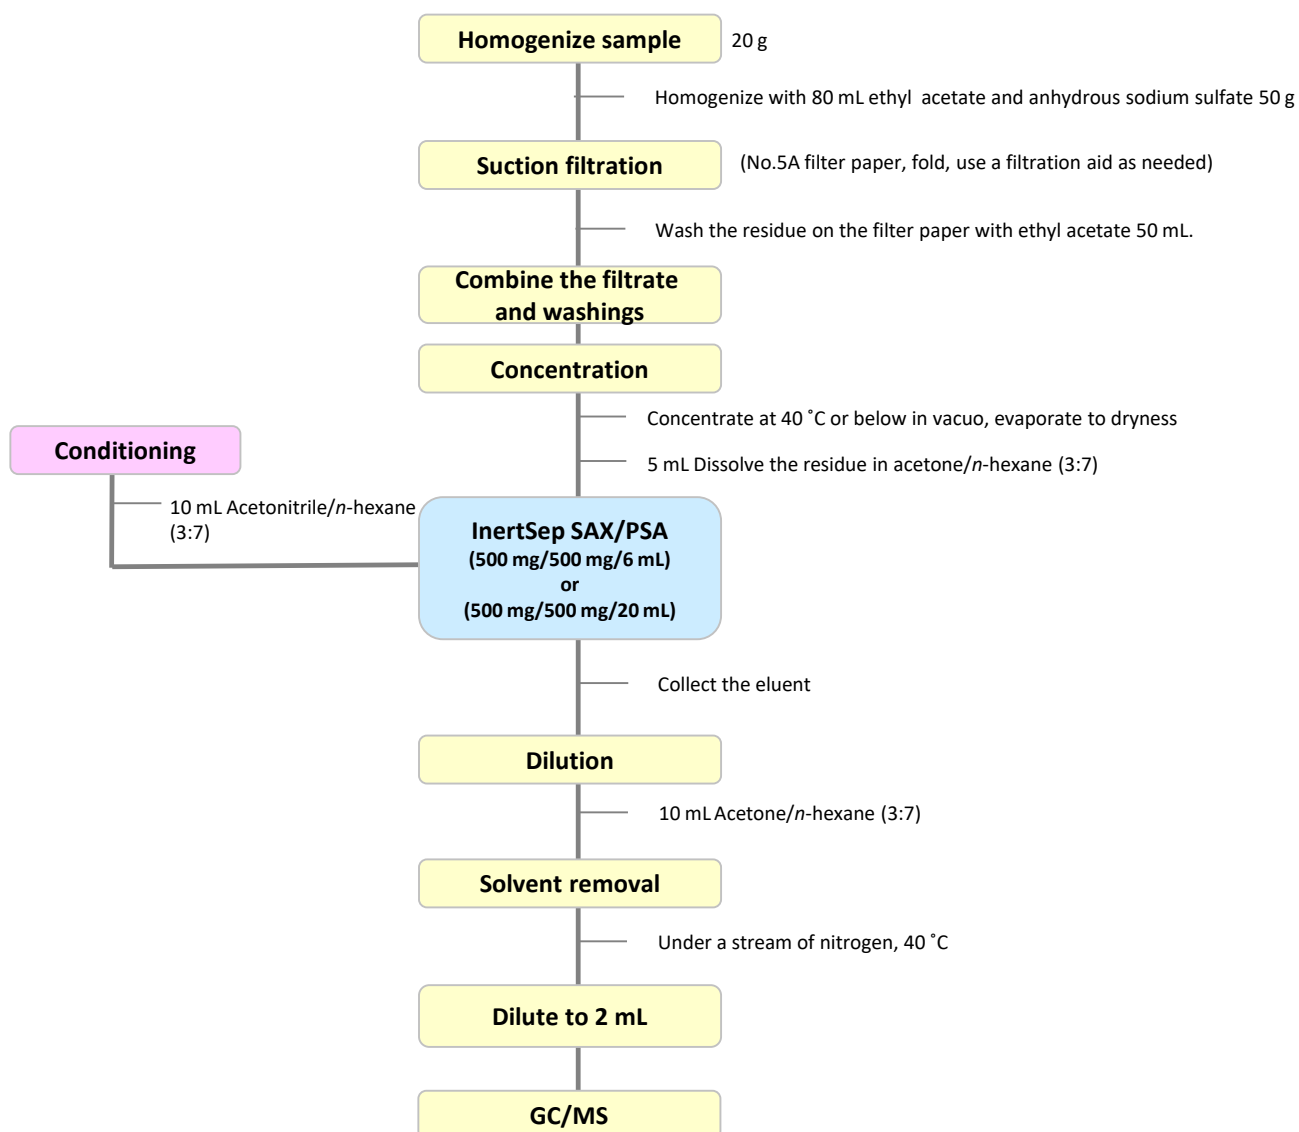 Homogenize sample
20 g
Homogenize with 80 mL ethyl acetate and anhydrous sodium sulfate 50 g
Suction filtration
(No.5A filter paper, fold, use a filtration aid as needed)
Wash the residue on the filter paper with ethyl acetate 50 mL.
Combine the filtrate
and washings
Concentration
Concentrate at 40 ˚C or below in vacuo, evaporate to dryness
5 mL Dissolve the residue in acetone/n-hexane (3:7)
Conditioning
10 mL Acetonitrile/n-hexane
(3:7)
InertSep SAX/PSA
(500 mg/500 mg/6 mL)
or
(500 mg/500 mg/20 mL)
Collect the eluent
Dilution
10 mL Acetone/n-hexane (3:7)
Solvent removal
Under a stream of nitrogen, 40 ˚C
Dilute to 2 mL
GC/MS